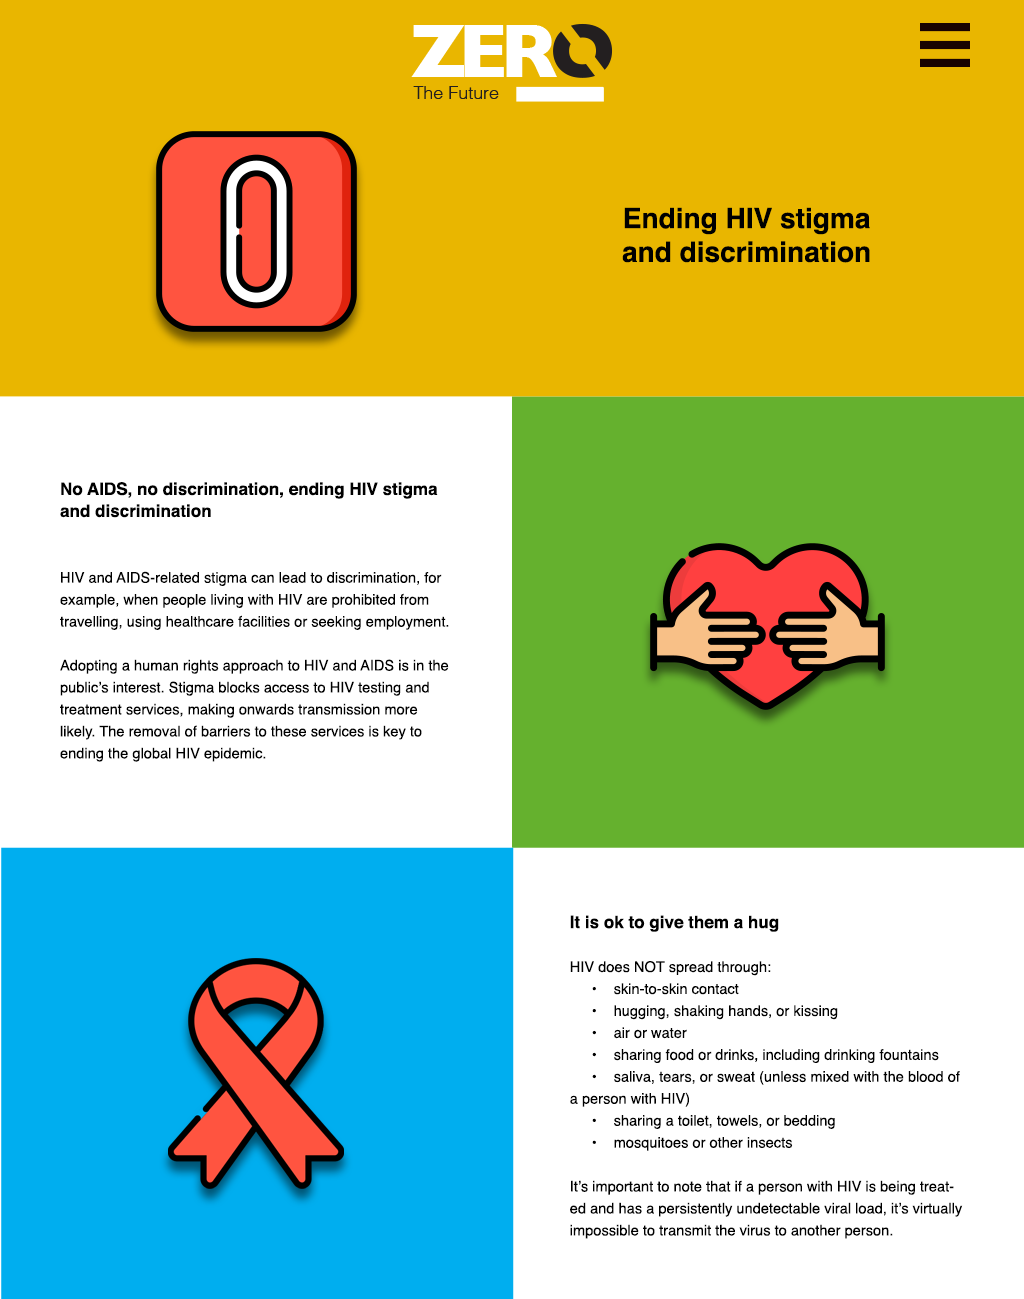 ZERO
The Future
0
Ending HIV stigma
and discrimination
No AIDS, no discrimination, ending HIV stigma
and discrimination
HIV and AIDS-related stigma can lead to discrimination, for
example, when people living with HIV are prohibited from
travelling, using healthcare facilities or seeking employment.
Adopting a human rights approach to HIV and AIDS is in the
public's interest. Stigma blocks access to HIV testing and
treatment services, making onwards transmission more
likely. The removal of barriers to these services is key to
ending the global HIV epidemic.
It is ok to give them a hug
HIV does NOT spread through:
• skin-to-skin contact
• hugging, shaking hands, or kissing
• air or water
• sharing food or drinks, including drinking fountains
• saliva, tears, or sweat (unless mixed with the blood of
a person with HIV)
• sharing a toilet, towels, or bedding
• mosquitoes or other insects
It's important to note that if a person with HIV is being treat-
ed and has a persistently undetectable viral load, it's virtually
impossible to transmit the virus to another person.